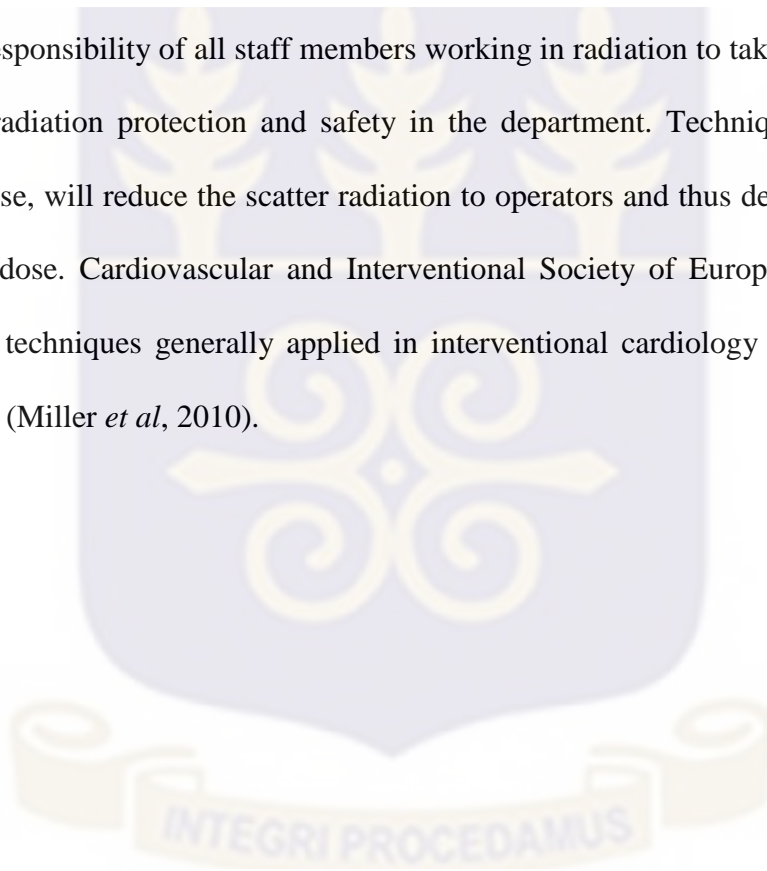 esponsibility of all staff members working in radiation to tak
radiation protection and safety in the department. Techniq
se, will reduce the scatter radiation to operators and thus de
dose. Cardiovascular and Interventional Society of Europ
techniques generally applied in interventional cardiology
(Miller et al, 2010).
INTEGRI PROCEDAMUS